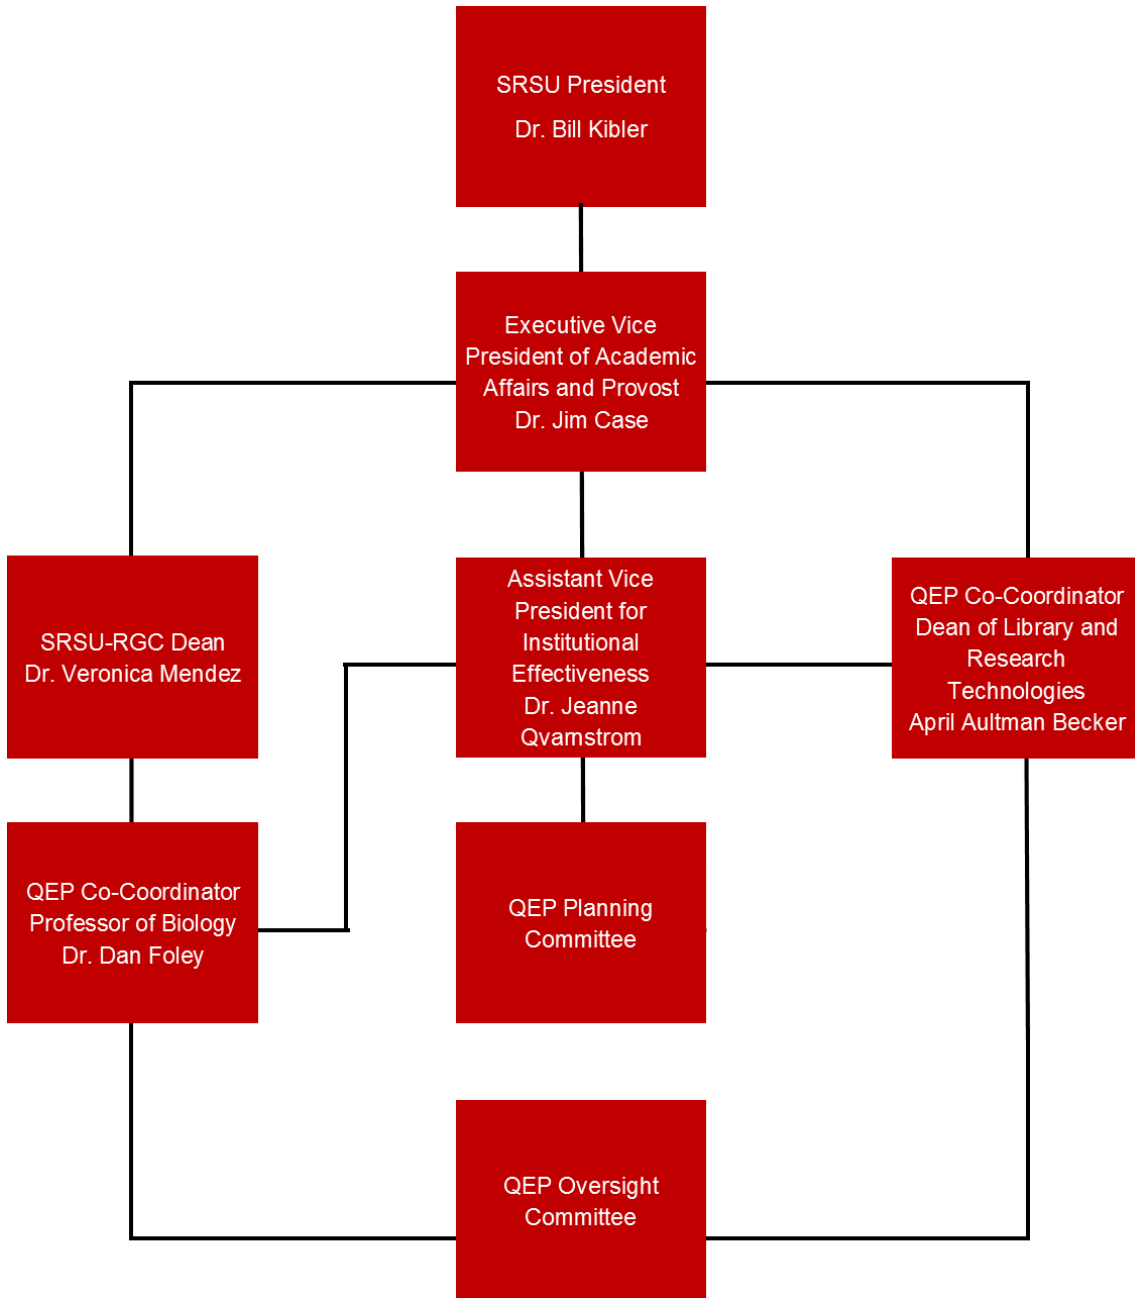 SRSU President
Dr. Bill Kibler
Executive Vice
President of Academic
Affairs and Provost
Dr. Jim Case
SRSU-RGC Dean
Dr. Veronica Mendez
Assistant Vice
President for
Institutional
Effectiveness
Dr. Jeanne
Qvarnstrom
QEP Co-Coordinator
Dean of Library and
Research
Technologies
April Aultman Becker
QEP Co-Coordinator
Professor of Biology
Dr. Dan Foley
QEP Planning
Committee
QEP Oversight
Committee